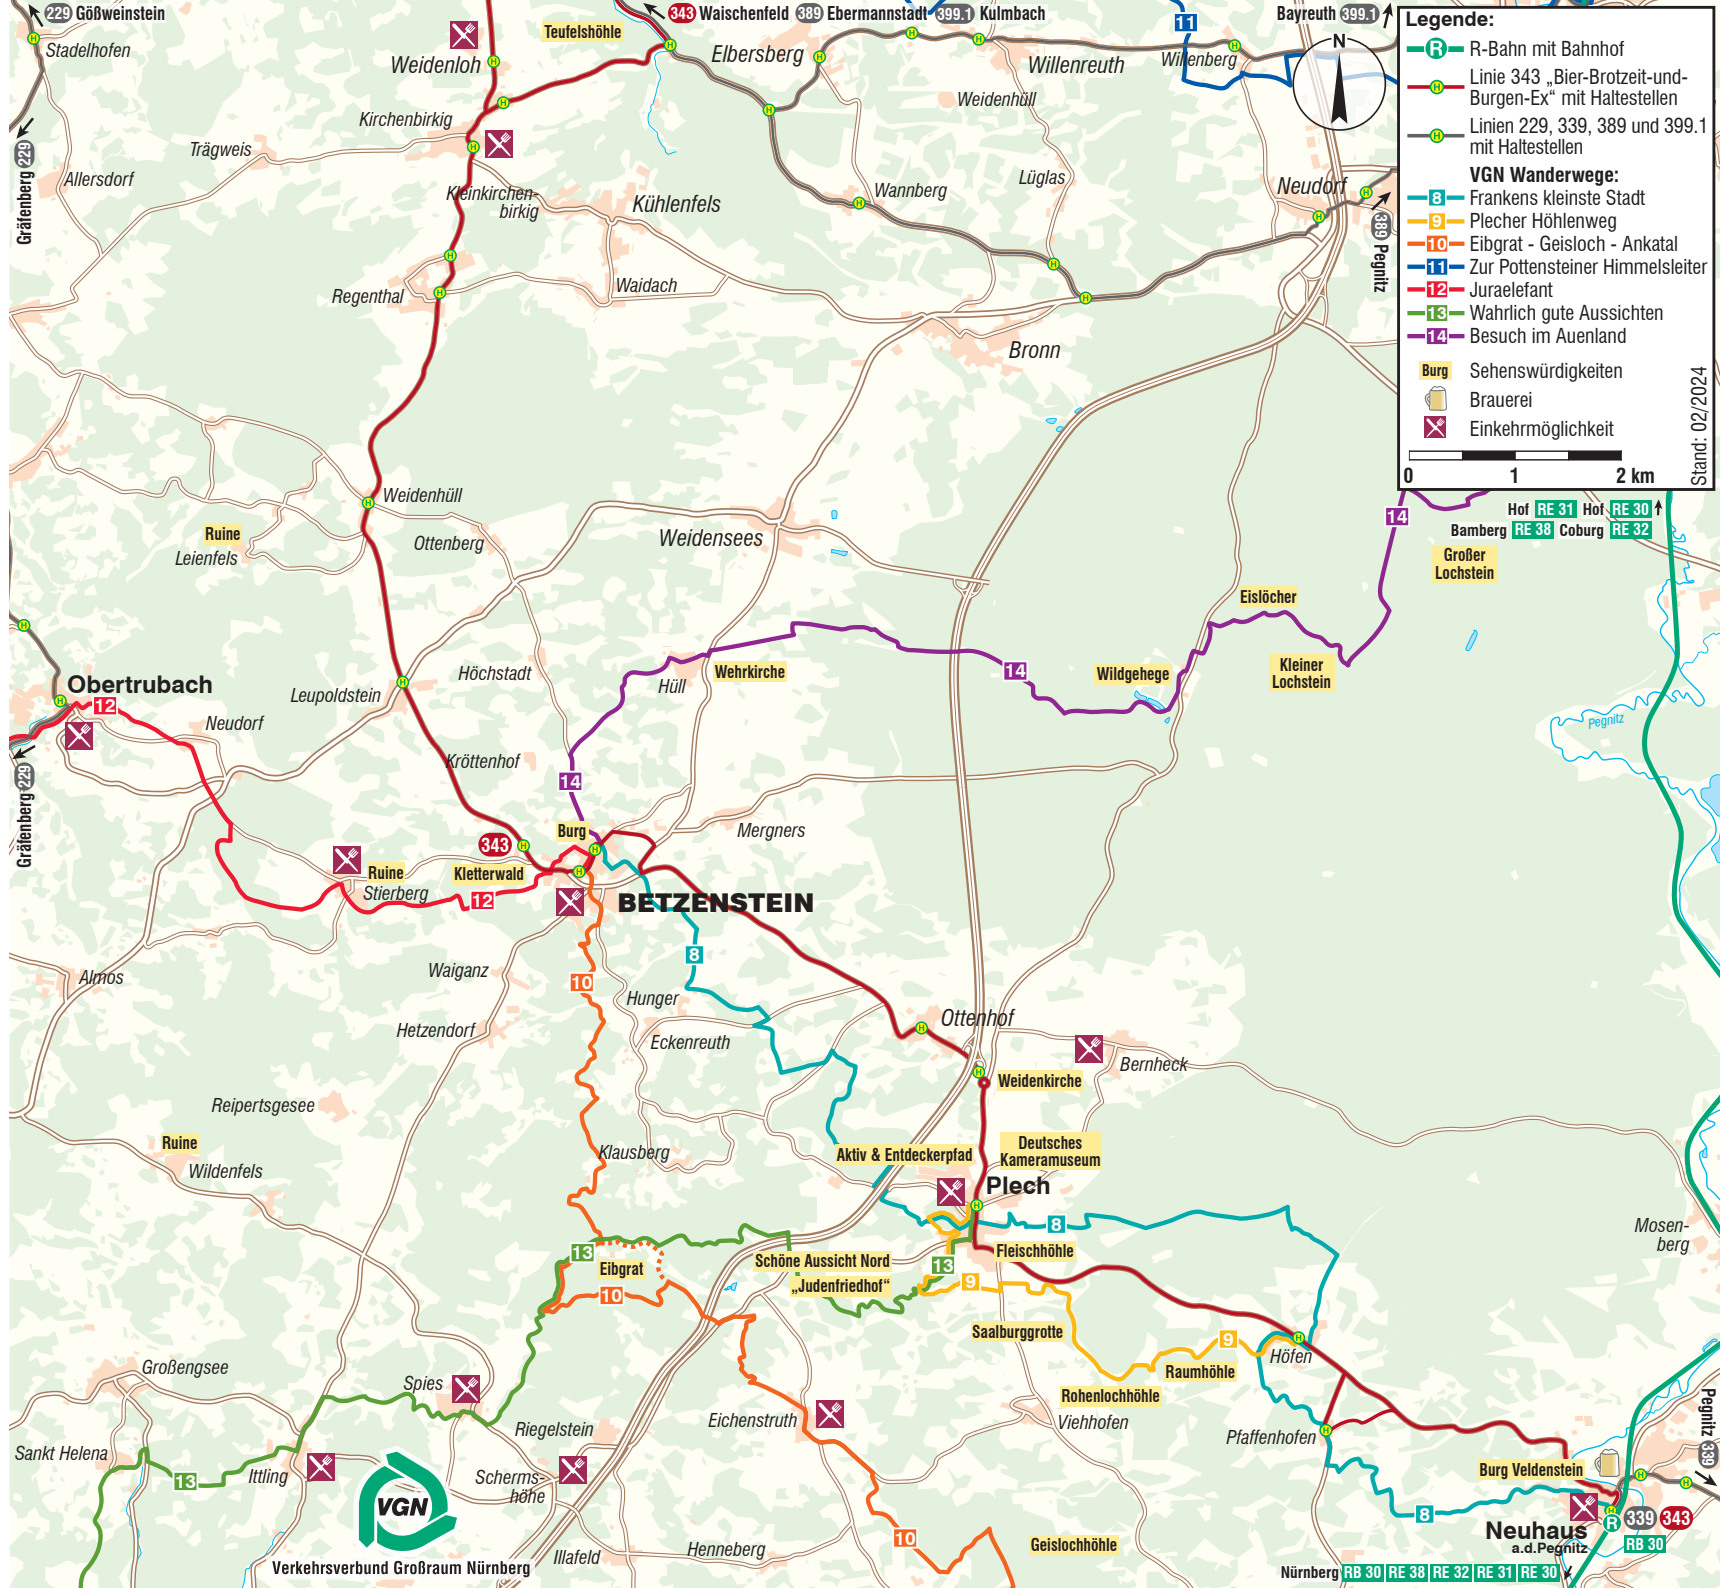 229 Gößweinstein
343 Waischenfeld 389 Ebermannstadt 399.1 Kulmbach
Bayreuth 399.1
Stadelhofen
Teufelshöhle
Elbersberg
11
Willenreuth
Willenberg
N
Weidenloh
Kirchenbirkig
Weidenhüll
Gräfenberg 229
Trägweis
Allersdorf
Kleinkirchen-
birkig
Kühlenfels
Wannberg
Lüglas
Neudorf
389 Pegnitz
Regenthal
Waidach
Bronn
Legende:
R R-Bahn mit Bahnhof
H Linie 343 „Bier-Brotzeit-und-
Burgen-Ex“ mit Haltestellen
H Linien 229, 339, 389 und 399.1
mit Haltestellen
VGN Wanderwege:
8 Frankens kleinste Stadt
9 Plecher Höhlenweg
10 Eibgrat - Geisloch - Ankatal
11 Zur Pottensteiner Himmelsleiter
12 Juraelefant
13 Wahrlich gute Aussichten
14 Besuch im Auenland
Burg Sehenswürdigkeiten
Brauerei
Einkehrmöglichkeit
0 1 2 km
Stand: 02/2024
Hof RE 31 Hof RE 30
Bamberg RE 38 Coburg RE 32
14
Großer
Lochstein
Weidenhüll
Ruine
Leienfels
Ottenberg
Weidensees
Eislöcher
Kleiner
Lochstein
Wildgehege
14
Wehrkirche
Hüll
Höchstadt
Leupoldstein
Obertrubach
12
Neudorf
Gräfenberg 229
Kröttenhof
14
Pegnitz
Mergners
Burg
343
Kletterwald
Ruine
Stierberg
12
BETZENSTEIN
8
Almos
Waiganz
10
Hunger
Hetzendorf
Eckenreuth
Ottenhof
Bernheck
Weidenkirche
Reipertsgesee
Ruine
Wildenfels
Klausberg
Aktiv & Entdeckerpfad
Deutsches
Kameramuseum
Plech
8
Mosen-
berg
13
Eibgrat
10
Schöne Aussicht Nord
„Judenfriedhof“
13
Fleischhöhle
9
Saalburggrotte
9
Höfen
Raumhöhle
Rohenlochhöhle
Großengsee
Spies
Riegelstein
Eichenstruth
Viehhofen
Pfaffenhofen
Pegnitz 339
Sankt Helena
13
Ittling
VGN
Verkehrsverbund Großraum Nürnberg
Scherms-
höhe
Illafeld
Henneberg
10
Geislochhöhle
Burg Veldenstein
8
Neuhaus
a.d.Pegnitz
R 339 343
RB 30
Nürnberg RB 30 RE 38 RE 32 RE 31 RE 30